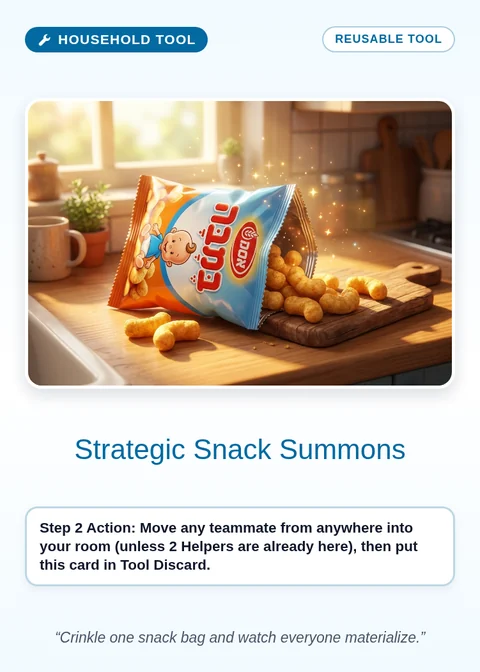 HOUSEHOLD TOOL
REUSABLE TOOL
במבה
אסם
Strategic Snack Summons
Step 2 Action: Move any teammate from anywhere into
your room (unless 2 Helpers are already here), then put
this card in Tool Discard.
“Crinkle one snack bag and watch everyone materialize.”